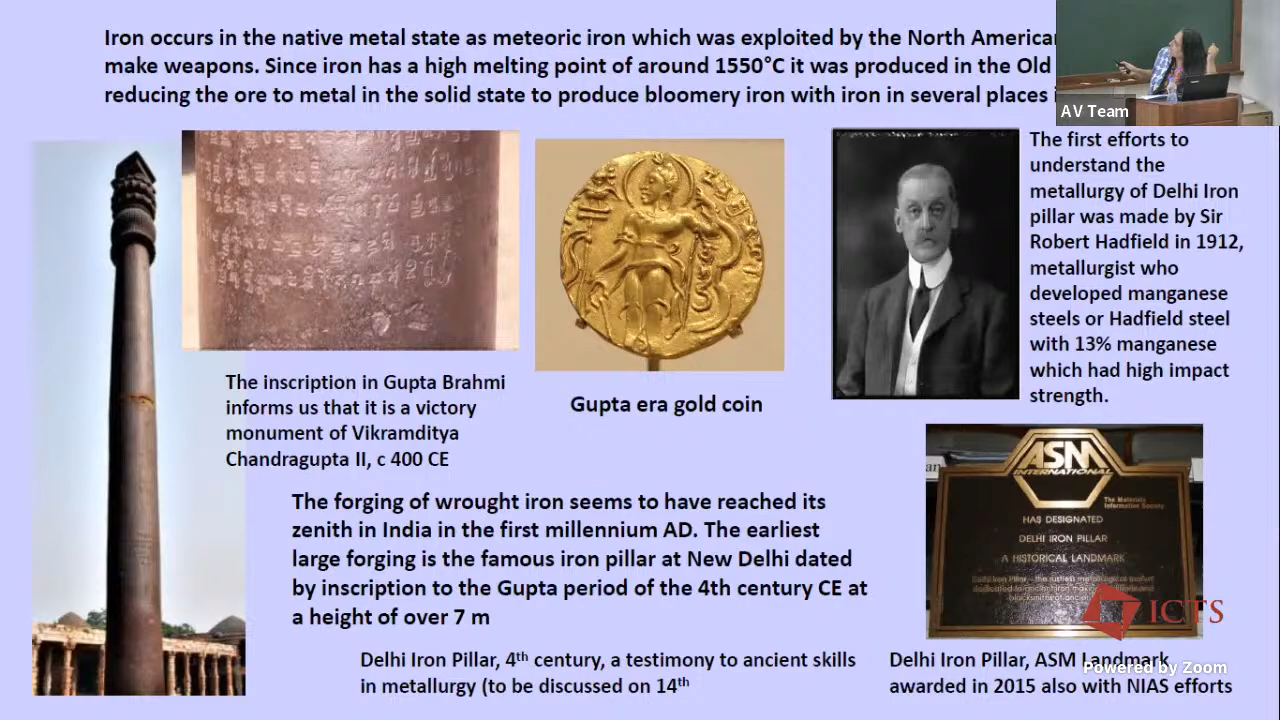 Iron occurs in the native metal state as meteoric iron which was exploited by the North
make weapons. Since iron has a high melting point of around 1550°C it was produced in the Old
reducing the ore to metal in the solid state to produce bloomery iron with iron in several places
AV Team
The first efforts to
understand the
metallurgy of Delhi Iron
pillar was made by Sir
Robert Hadfield in 1912,
metallurgist who
developed manganese
steels or Hadfield steel
with 13% manganese
which had high impact
strength.
The inscription in Gupta Brahmi
informs us that it is a victory
monument of Vikramditya
Chandragupta II, c 400 CE
Gupta era gold coin
The forging of wrought iron seems to have reached its
zenith in India in the first millennium AD. The earliest
large forging is the famous iron pillar at New Delhi dated
by inscription to the Gupta period of the 4th century CE at
a height of over 7 m
ASM
INTERNATIONAL
The Materials
Information Society
HAS DESIGNATED
DELHI IRON PILLAR
A HISTORICAL LANDMARK
ICTS
Delhi Iron Pillar, 4th century, a testimony to ancient skills
in metallurgy (to be discussed on 14th
Delhi Iron Pillar, ASM Landmark
awarded in 2015 also with NIAS efforts
Powered by Zoom